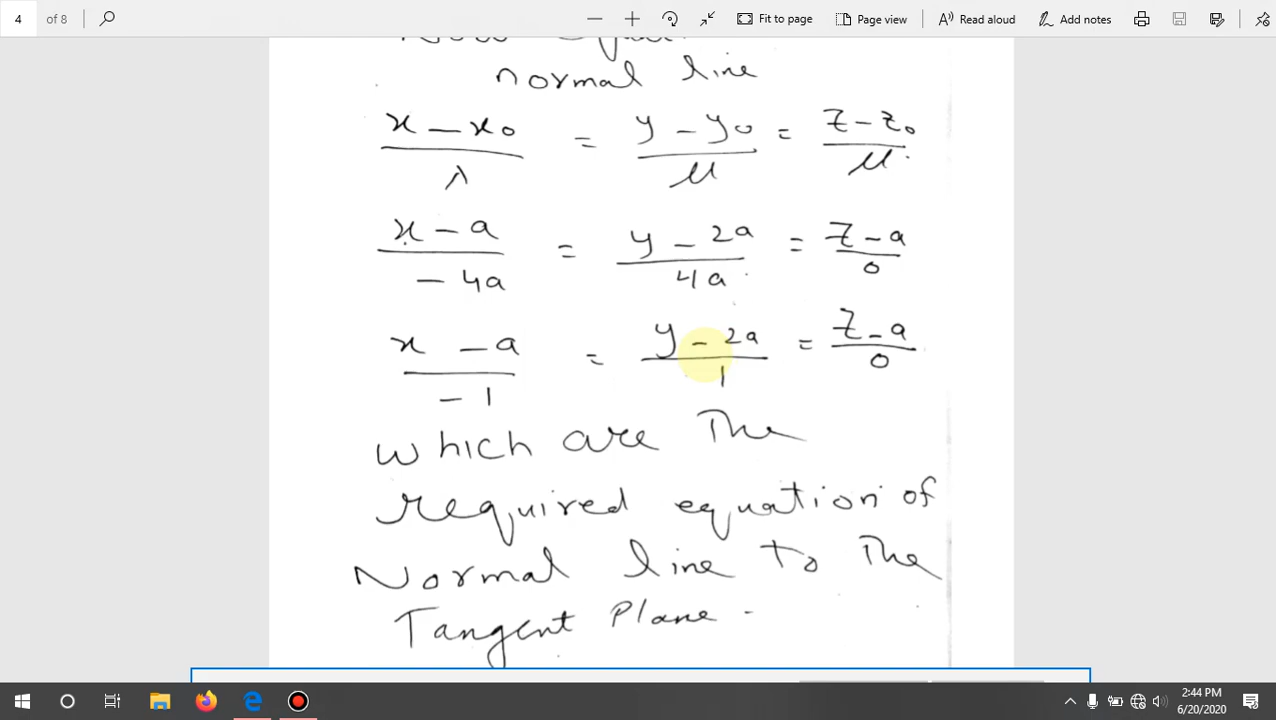 4 of 8 Fit to page Page view Read aloud Add notes
normal line
x - x₀ / λ = y - y₀ / μ = z - z₀ / μ
x - a / - 4a = y - 2a / 4a = z - a / 0
x - a / - 1 = y - 2a / 1 = z - a / 0
which are The
required equation of
Normal line to The
Tangent Plane.
2:44 PM
6/20/2020